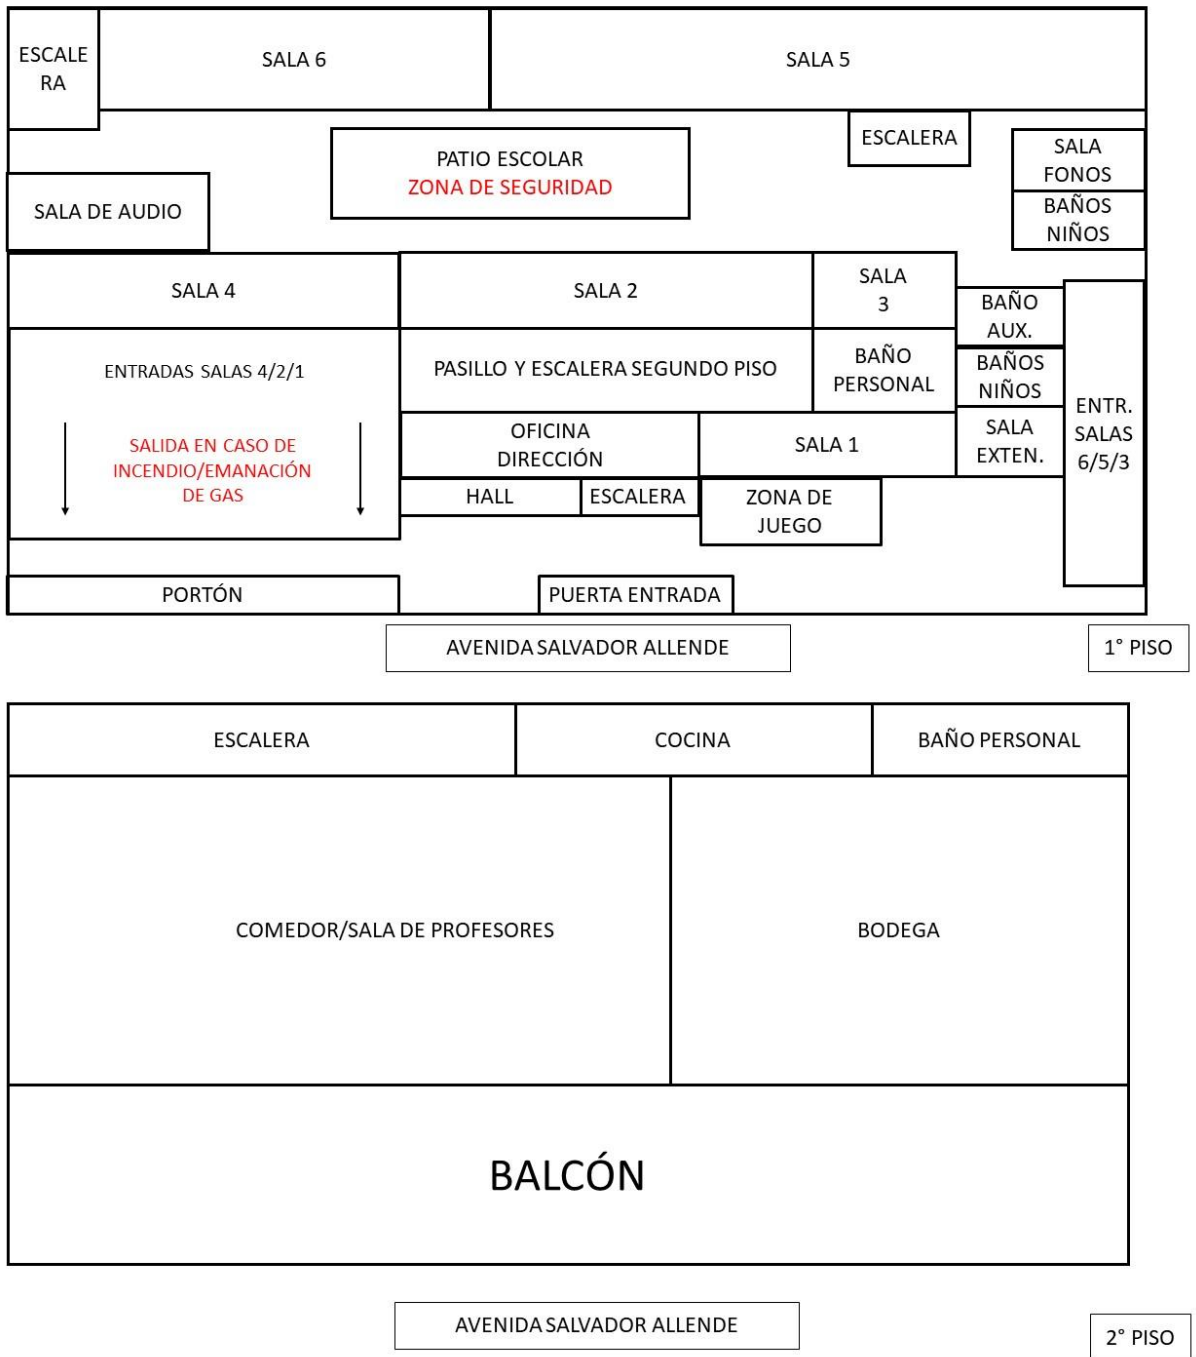 ESCALE
RA
SALA 6
SALA 5
ESCALERA
PATIO ESCOLAR
ZONA DE SEGURIDAD
SALA
FONOS
SALA DE AUDIO
BAÑOS
NIÑOS
SALA 4
SALA 2
SALA
3
BAÑO
AUX.
ENTRADAS SALAS 4/2/1
PASILLO Y ESCALERA SEGUNDO PISO
BAÑO
PERSONAL
BAÑOS
NIÑOS
ENTR.
SALAS
6/5/3
SALIDA EN CASO DE
INCENDIO/EMANACIÓN
DE GAS
OFICINA
DIRECCIÓN
SALA 1
SALA
EXTEN.
HALL
ESCALERA
ZONA DE
JUEGO
PORTÓN
PUERTA ENTRADA
AVENIDA SALVADOR ALLENDE
1° PISO
ESCALERA
COCINA
BAÑO PERSONAL
COMEDOR/SALA DE PROFESORES
BODEGA
BALCÓN
AVENIDA SALVADOR ALLENDE
2° PISO